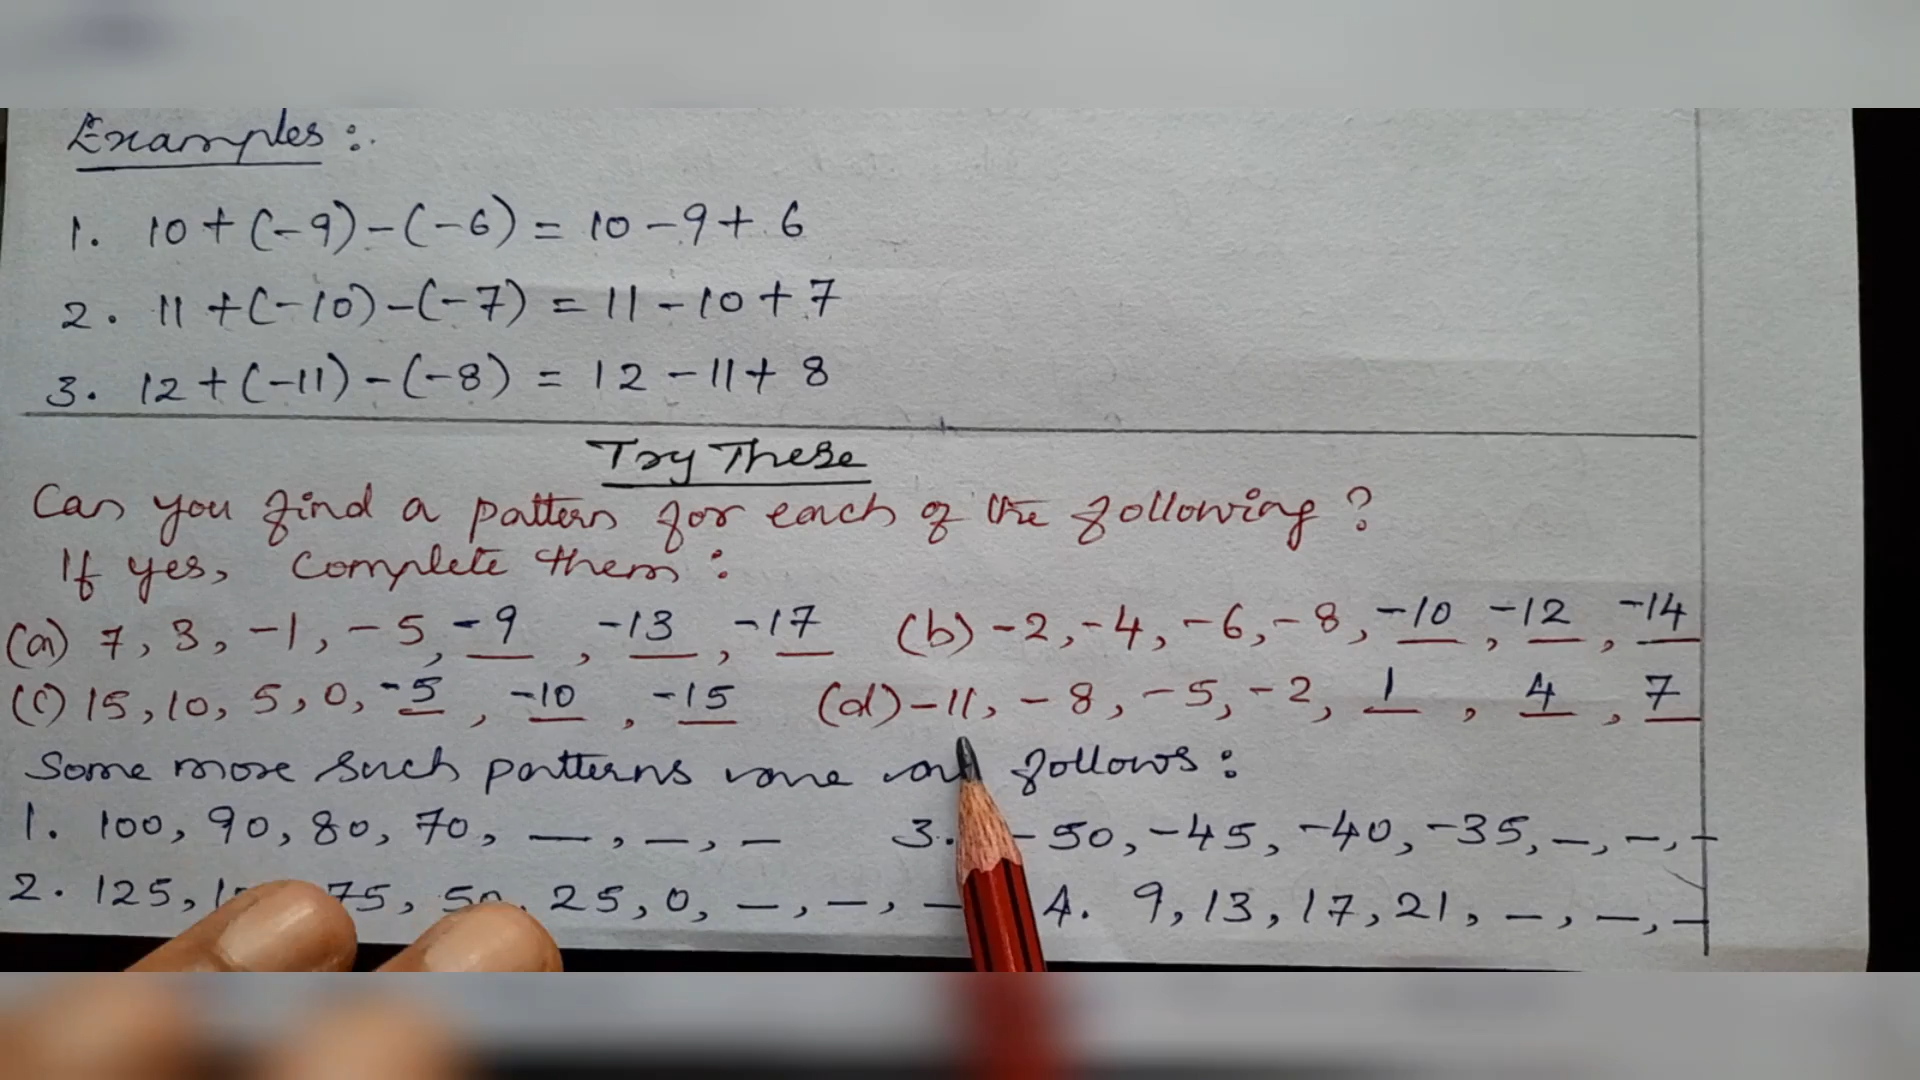 Examples :
1. 10 + (-9) - (-6) = 10 - 9 + 6
2. 11 + (-10) - (-7) = 11 - 10 + 7
3. 12 + (-11) - (-8) = 12 - 11 + 8
Try These
Can you find a pattern for each of the following ?
If yes, Complete them :
(a) 7, 3, -1, -5, -9, -13, -17 (b) -2, -4, -6, -8, -10, -12, -14
(c) 15, 10, 5, 0, -5, -10, -15 (d) -11, -8, -5, -2, 1, 4, 7
Some more such patterns are as follows :
1. 100, 90, 80, 70, _, _, _ 3. -50, -45, -40, -35, _, _, _
2. 125, 75, 50, 25, 0, _, _, _ 4. 9, 13, 17, 21, _, _, _